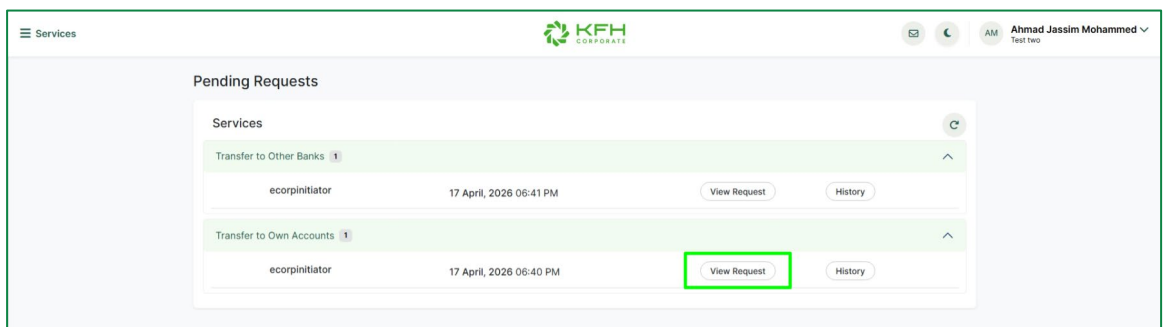 Services
KFH
CORPORATE
AM
Ahmad Jassim Mohammed
Test two
Pending Requests
Services
Transfer to Other Banks 1
ecorpinitiator 17 April, 2026 06:41 PM View Request History
Transfer to Own Accounts 1
ecorpinitiator 17 April, 2026 06:40 PM View Request History